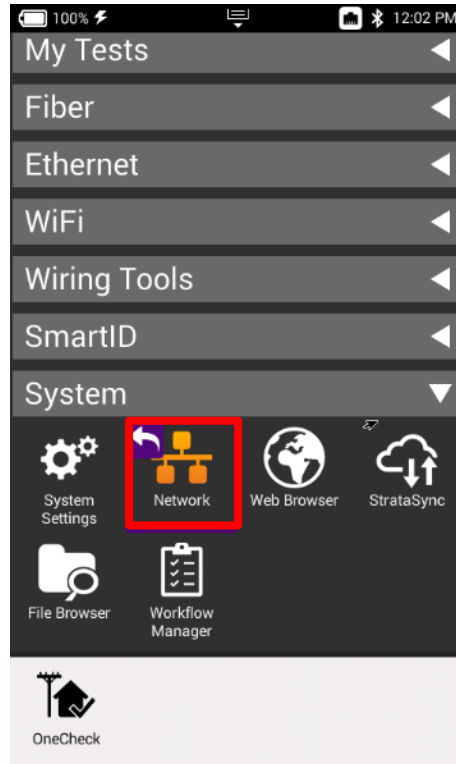 100% 12:02 PM
My Tests
Fiber
Ethernet
WiFi
Wiring Tools
SmartID
System
System Settings
Network
Web Browser
StrataSync
File Browser
Workflow Manager
OneCheck